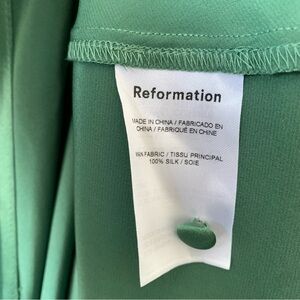 Reformation
MADE IN CHINA / FABRICADO EN
CHINA / FABRIQUÉ EN CHINE
FABRIC / TISSU PRINCIPAL
100% SILK / SOIE